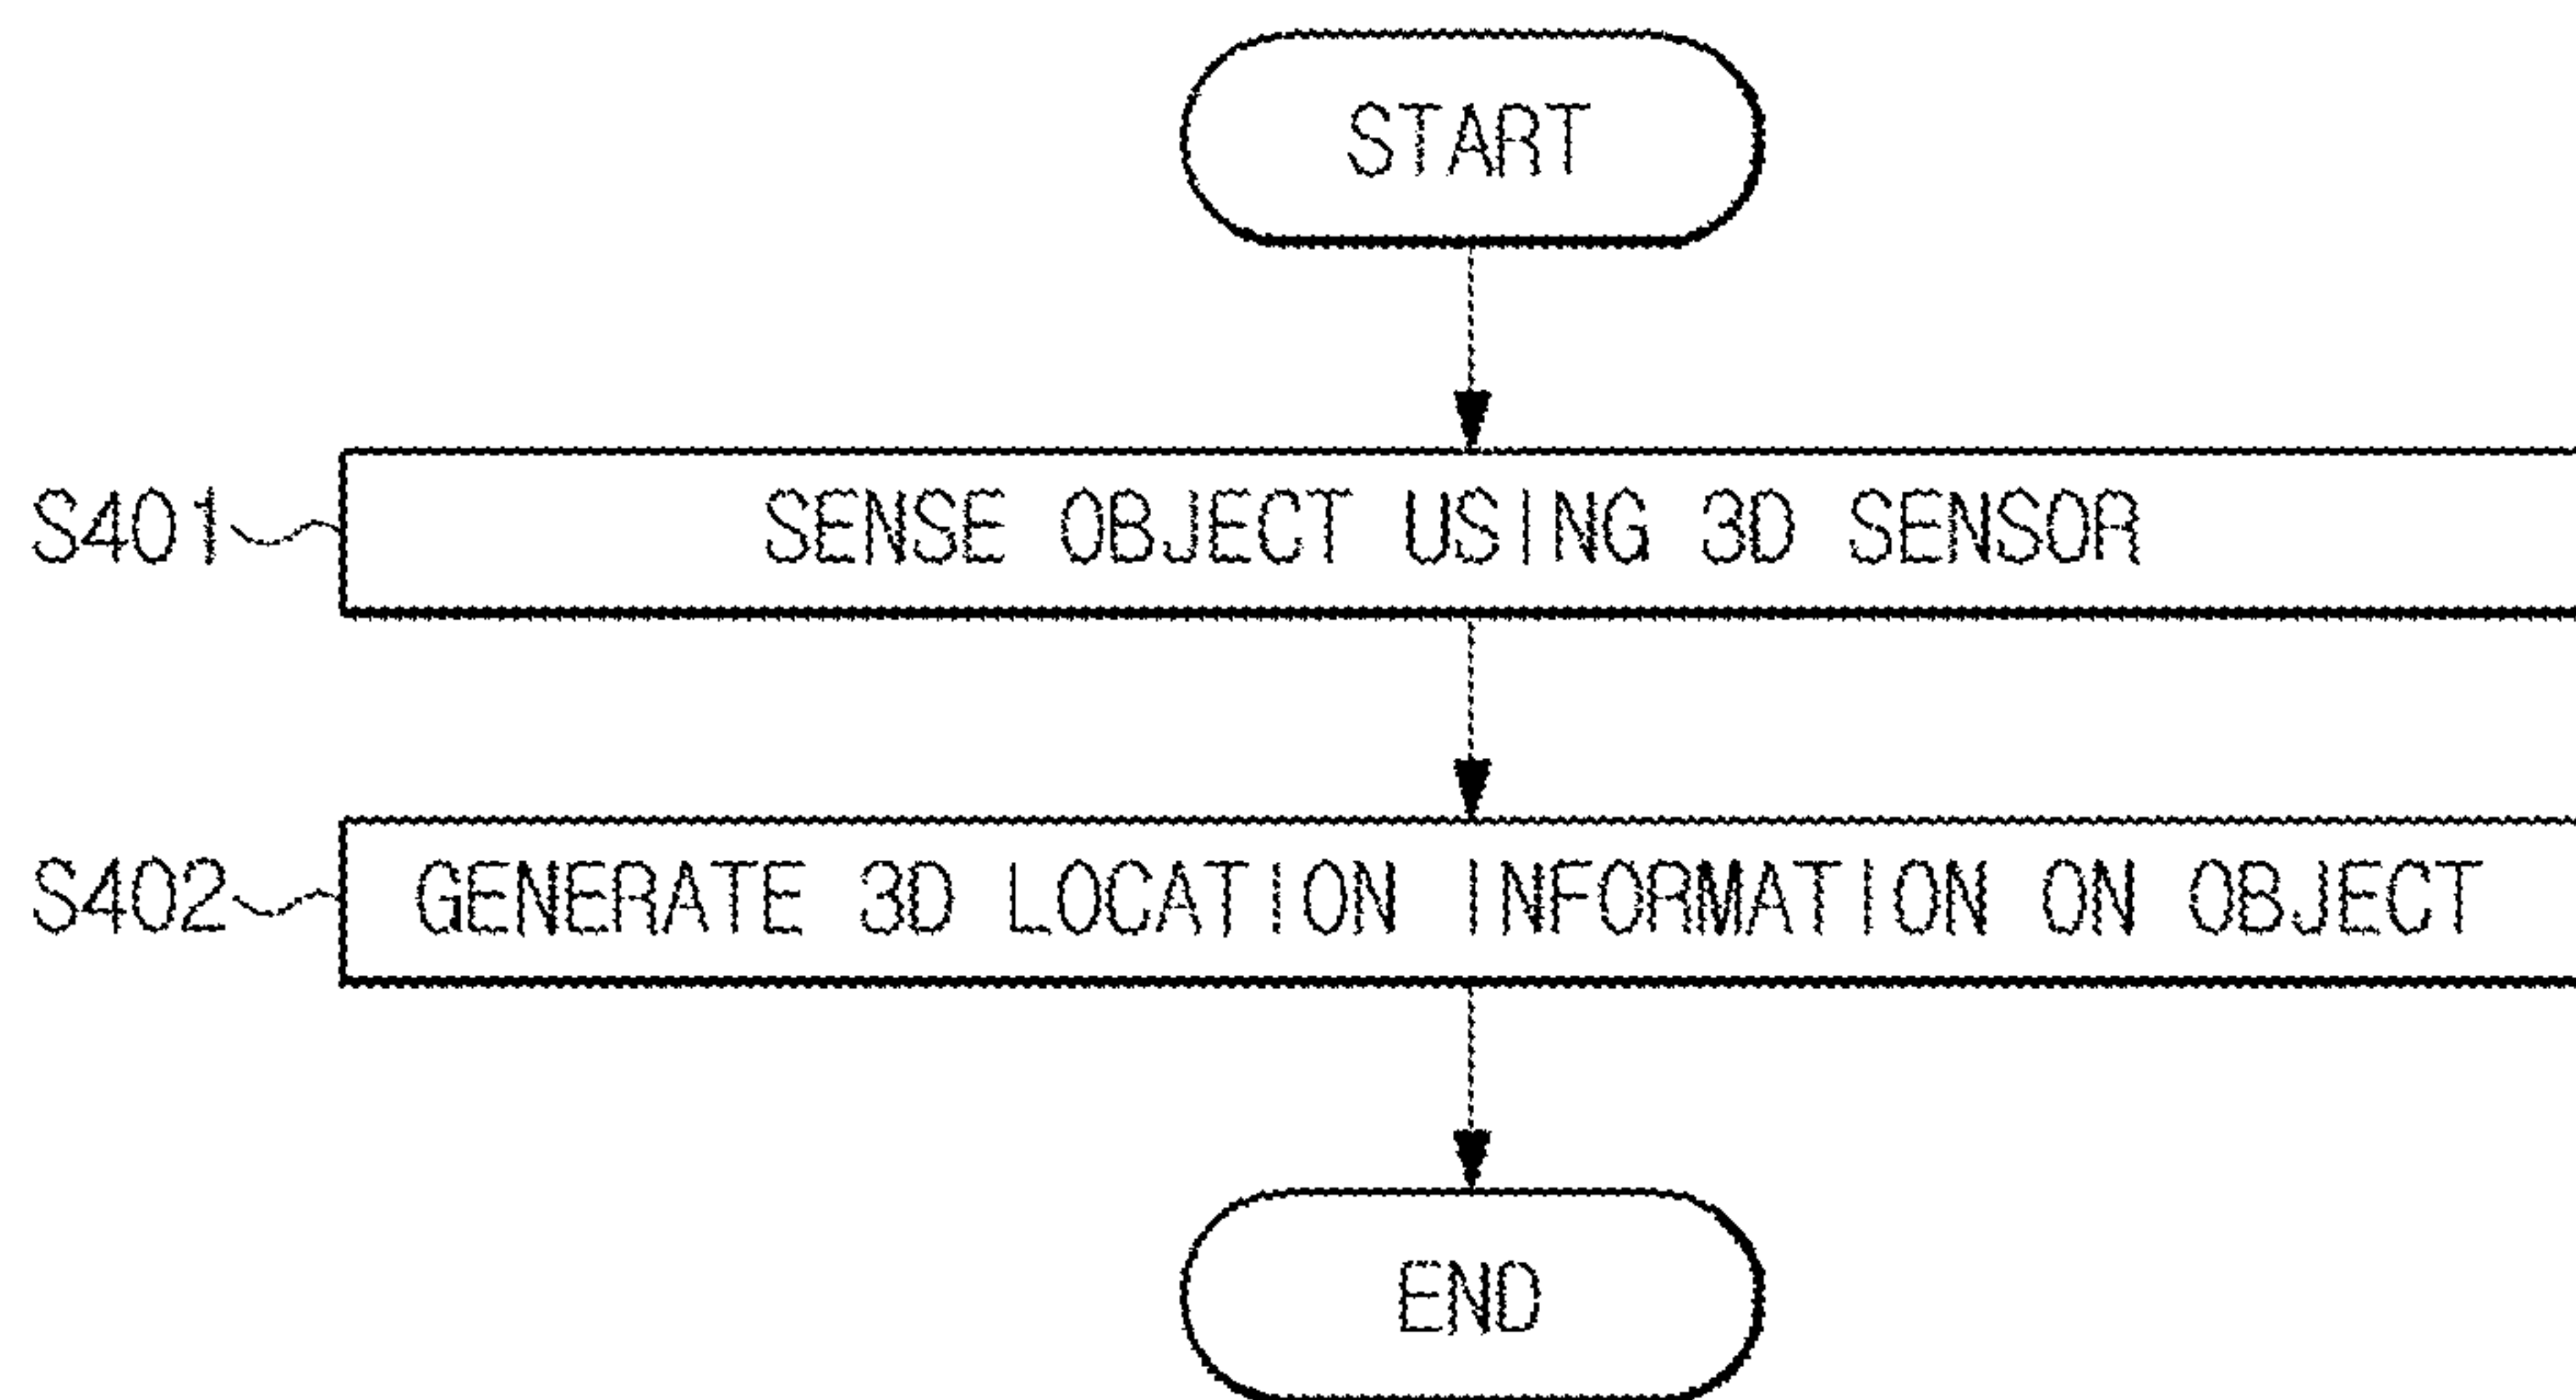 START
S401 SENSE OBJECT USING 3D SENSOR
S402 GENERATE 3D LOCATION INFORMATION ON OBJECT
END